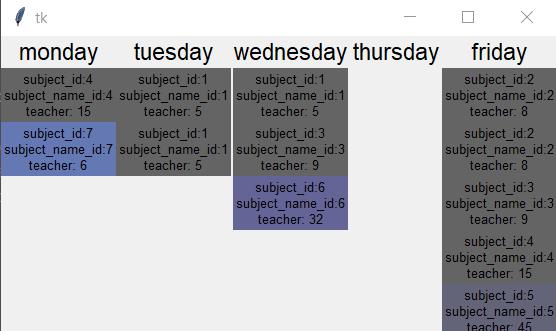 tk
monday
subject_id:4
subject_name_id:4
teacher: 15
subject_id:7
subject_name_id:7
teacher: 6
tuesday
subject_id:1
subject_name_id:1
teacher: 5
subject_id:1
subject_name_id:1
teacher: 5
wednesday
subject_id:1
subject_name_id:1
teacher: 5
subject_id:3
subject_name_id:3
teacher: 9
subject_id:6
subject_name_id:6
teacher: 32
thursday
friday
subject_id:2
subject_name_id:2
teacher: 8
subject_id:2
subject_name_id:2
teacher: 8
subject_id:3
subject_name_id:3
teacher: 9
subject_id:4
subject_name_id:4
teacher: 15
subject_id:5
subject_name_id:5
teacher: 45